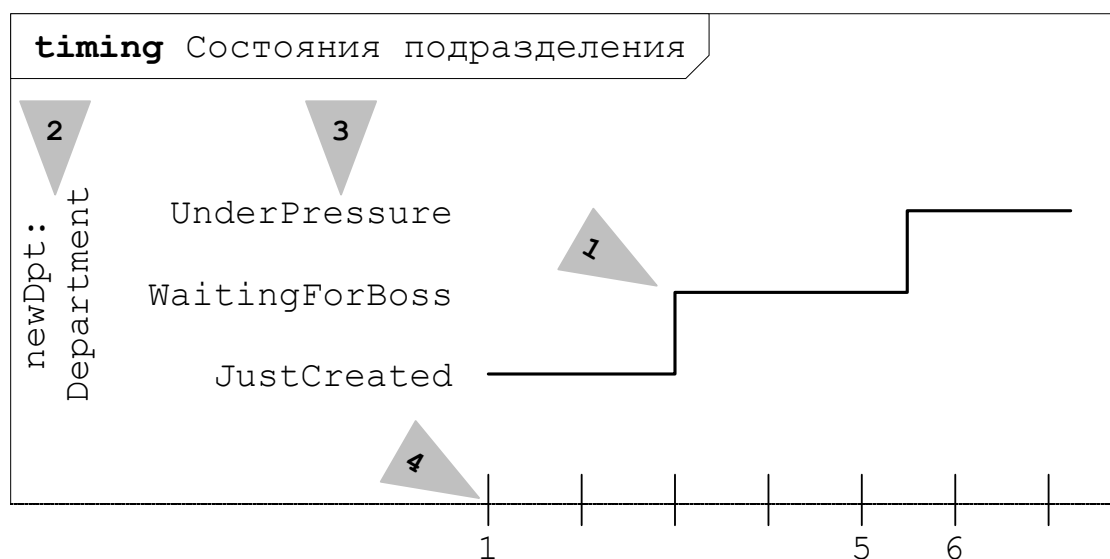 timing Состояния подразделения
2
3
UnderPressure
1
WaitingForBoss
newDpt:
Department
JustCreated
4
1
5
6